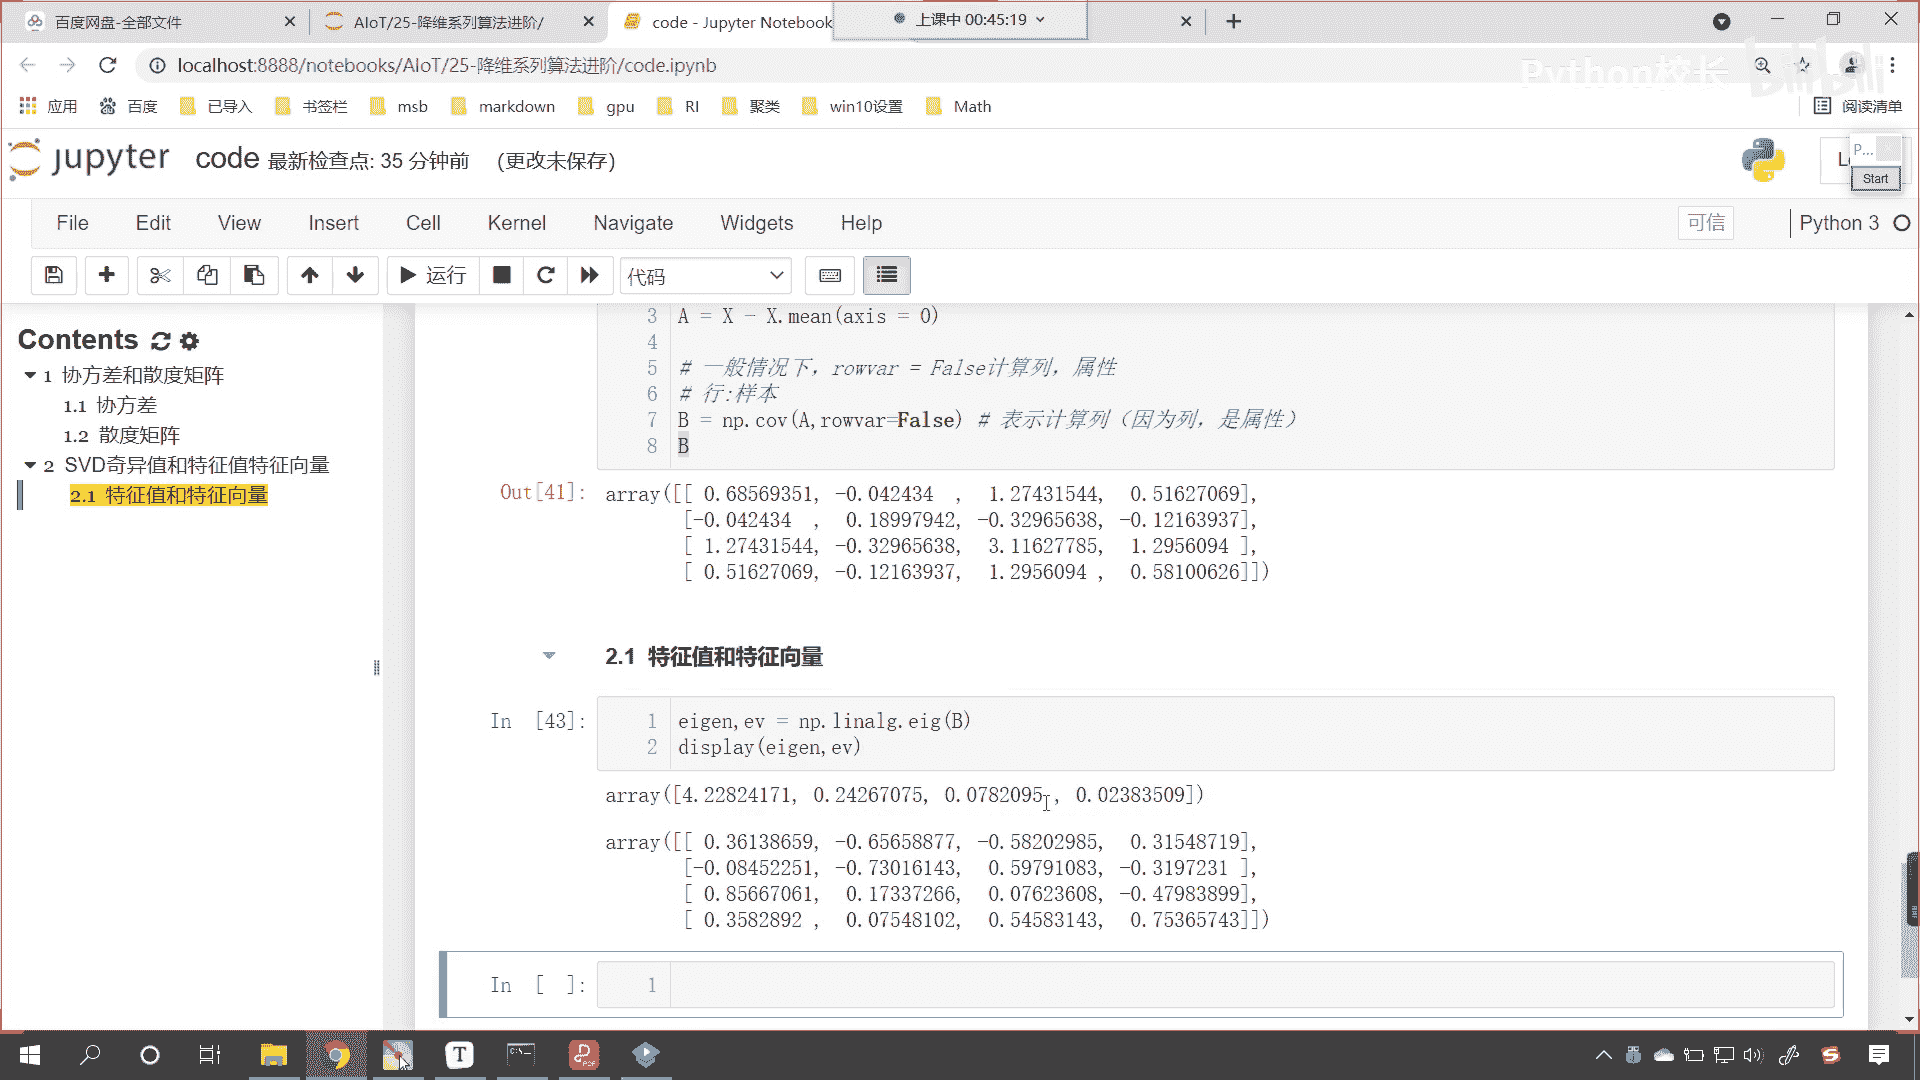 百度网盘-全部文件
AIoT/25-降维系列算法进阶/
code - Jupyter Notebook
上课中 00:45:19
localhost:8888/notebooks/AIoT/25-降维系列算法进阶/code.ipynb
Python校长
bilibili
应用 百度 已导入 书签栏 msb markdown gpu RI 聚类 win10设置 Math 阅读清单
jupyter code 最新检查点: 35 分钟前 (更改未保存)
P...
Start
File Edit View Insert Cell Kernel Navigate Widgets Help 可信 Python 3
运行 代码
Contents
1 协方差和散度矩阵
1.1 协方差
1.2 散度矩阵
2 SVD奇异值和特征值特征向量
2.1 特征值和特征向量
3 A = X - X.mean(axis = 0)
4
5 # 一般情况下，rowvar = False计算列，属性
6 # 行:样本
7 B = np.cov(A,rowvar=False) # 表示计算列（因为列，是属性）
8 B
Out[41]: array([[ 0.68569351, -0.042434 , 1.27431544, 0.51627069],
[-0.042434 , 0.18997942, -0.32965638, -0.12163937],
[ 1.27431544, -0.32965638, 3.11627785, 1.2956094 ],
[ 0.51627069, -0.12163937, 1.2956094 , 0.58100626]])
2.1 特征值和特征向量
In [43]: 1 eigen,ev = np.linalg.eig(B)
2 display(eigen,ev)
array([4.22824171, 0.24267075, 0.0782095 , 0.02383509])
array([[ 0.36138659, -0.65658877, -0.58202985, 0.31548719],
[-0.08452251, -0.73016143, 0.59791083, -0.3197231 ],
[ 0.85667061, 0.17337266, 0.07623608, -0.47983899],
[ 0.3582892 , 0.07548102, 0.54583143, 0.75365743]])
In [ ]: 1